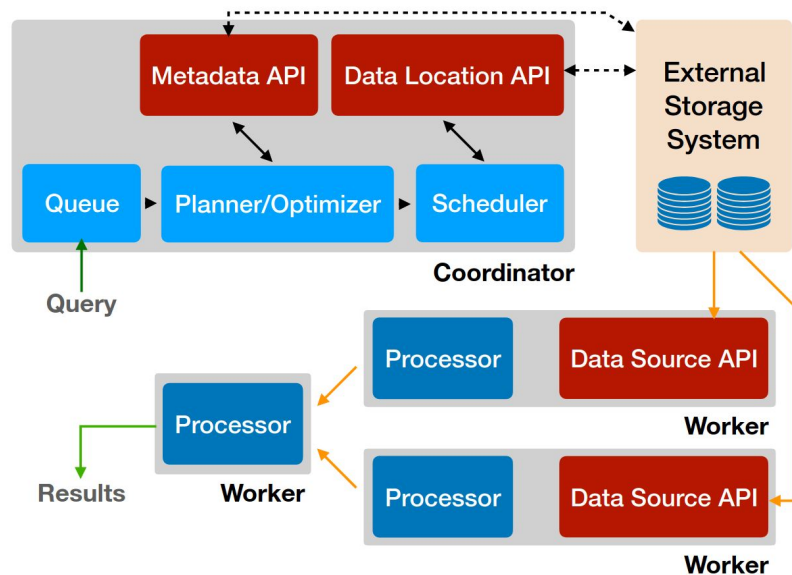 Metadata API
Data Location API
External
Storage
System
Queue
Planner/Optimizer
Scheduler
Coordinator
Query
Processor
Data Source API
Worker
Processor
Results
Worker
Processor
Data Source API
Worker